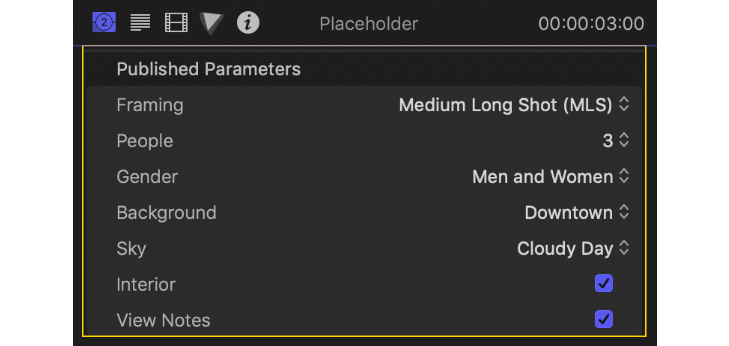 2 Placeholder 00:00:03:00
Published Parameters
Framing Medium Long Shot (MLS)
People 3
Gender Men and Women
Background Downtown
Sky Cloudy Day
Interior
View Notes